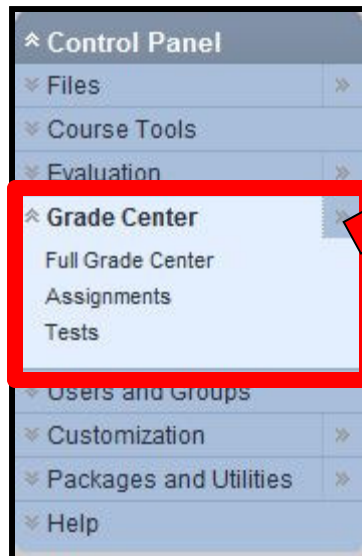 Control Panel
Files
Course Tools
Evaluation
Grade Center
Full Grade Center
Assignments
Tests
Users and Groups
Customization
Packages and Utilities
Help